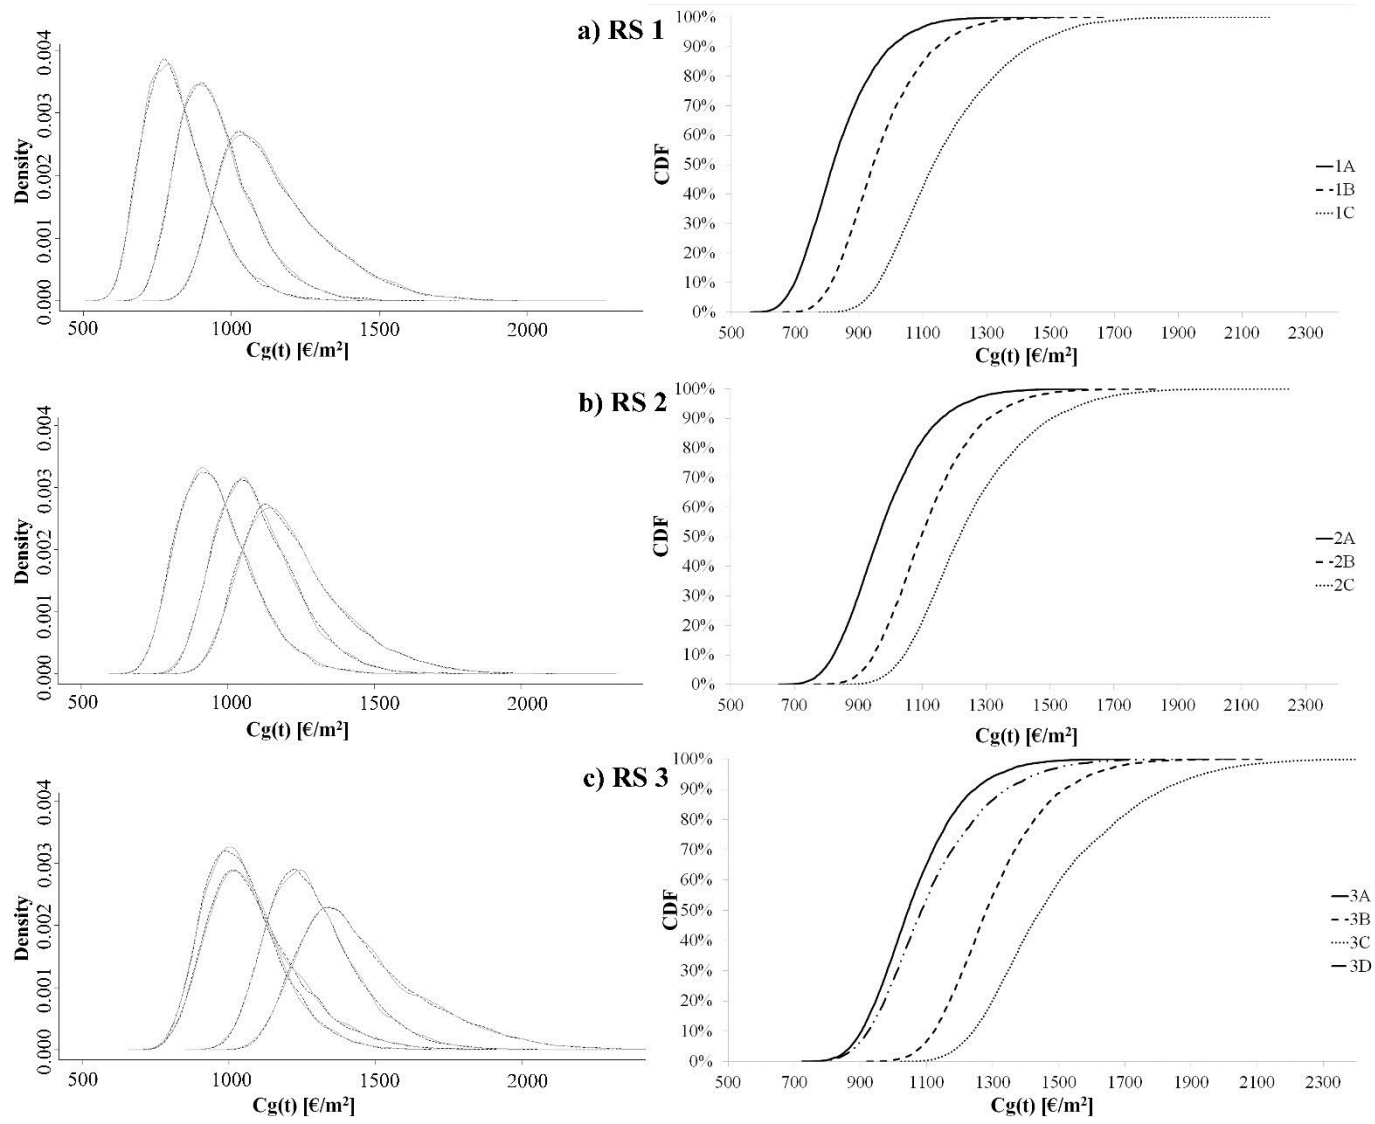 a) RS 1
0.004
0.003
0.002
0.001
0.000
Density
500 1000 1500 2000
Cg(t) [€/m²]
100%
90%
80%
70%
60%
50%
40%
30%
20%
10%
0%
CDF
500 700 900 1100 1300 1500 1700 1900 2100 2300
Cg(t) [€/m²]
1A
1B
1C
b) RS 2
0.004
0.003
0.002
0.001
0.000
Density
500 1000 1500 2000
Cg(t) [€/m²]
100%
90%
80%
70%
60%
50%
40%
30%
20%
10%
0%
CDF
500 700 900 1100 1300 1500 1700 1900 2100 2300
Cg(t) [€/m²]
2A
2B
2C
c) RS 3
0.004
0.003
0.002
0.001
0.000
Density
500 1000 1500 2000
Cg(t) [€/m²]
100%
90%
80%
70%
60%
50%
40%
30%
20%
10%
0%
CDF
500 700 900 1100 1300 1500 1700 1900 2100 2300
Cg(t) [€/m²]
3A
3B
3C
3D